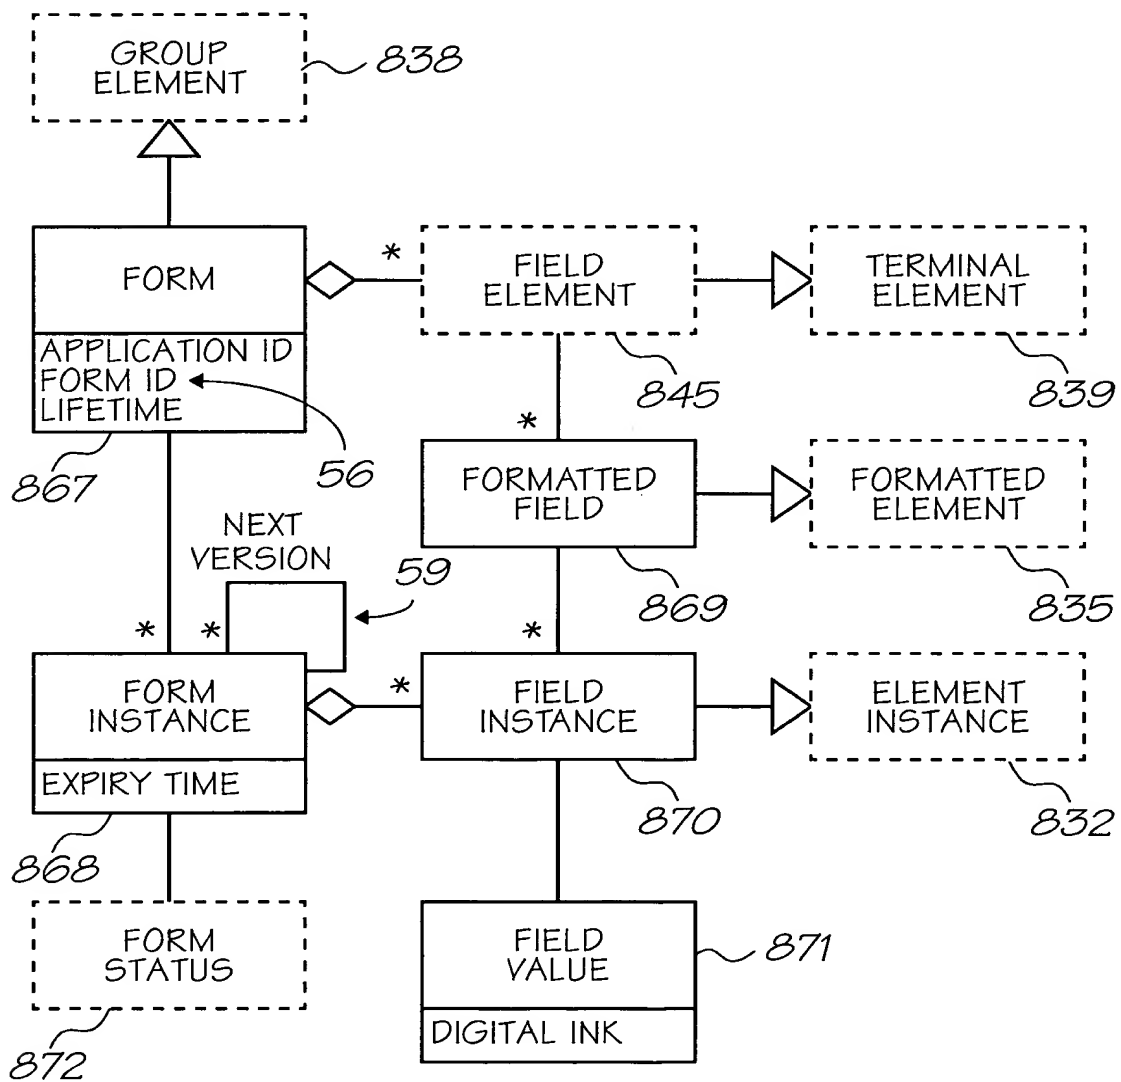 GROUP
ELEMENT
838
FORM
*
FIELD
ELEMENT
TERMINAL
ELEMENT
APPLICATION ID
FORM ID
LIFETIME
845
839
867
56
*
FORMATTED
FIELD
FORMATTED
ELEMENT
NEXT
VERSION
59
869
835
*
*
*
FORM
INSTANCE
*
FIELD
INSTANCE
ELEMENT
INSTANCE
EXPIRY TIME
870
832
868
FORM
STATUS
FIELD
VALUE
871
DIGITAL INK
872